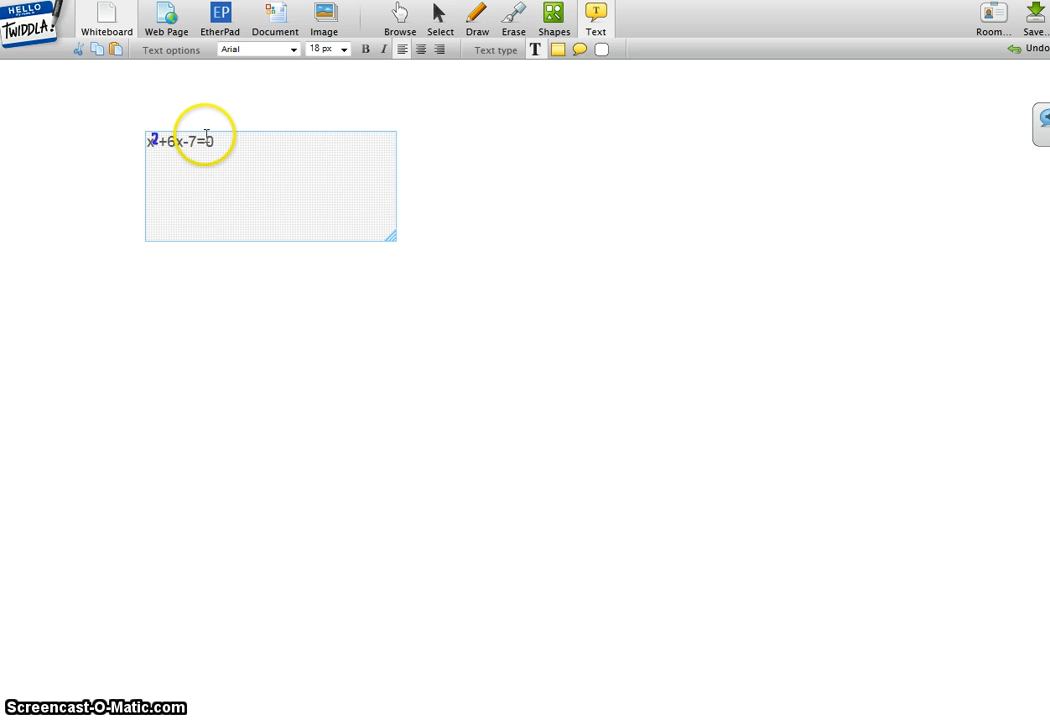 HELLO
TWIDDLA!
Whiteboard Web Page EtherPad Document Image Browse Select Draw Erase Shapes Text Room... Save..
EP
T
Text options Arial 18 px B I Text type T Undo
x²+6x-7=0
Screencast-O-Matic.com